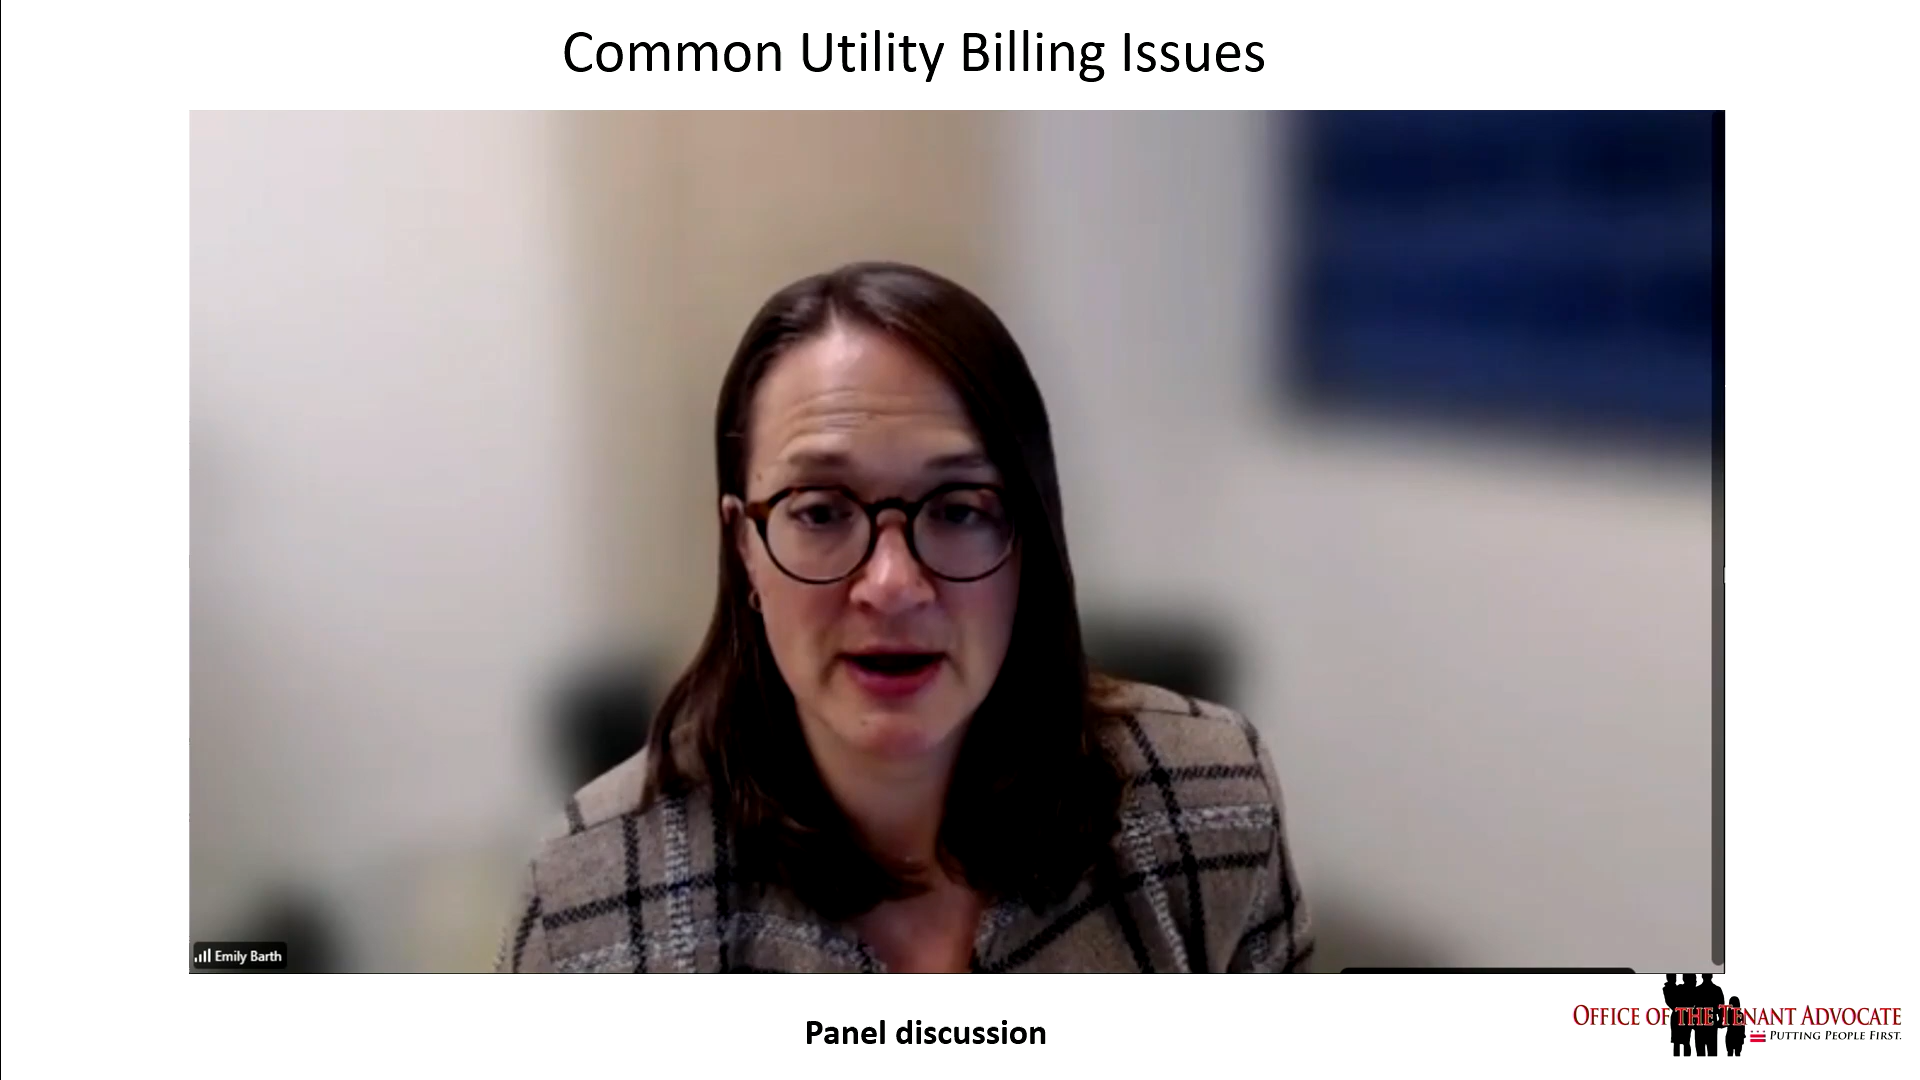 Common Utility Billing Issues
Emily Barth
Panel discussion
OFFICE OF THE TENANT ADVOCATE
PUTTING PEOPLE FIRST.